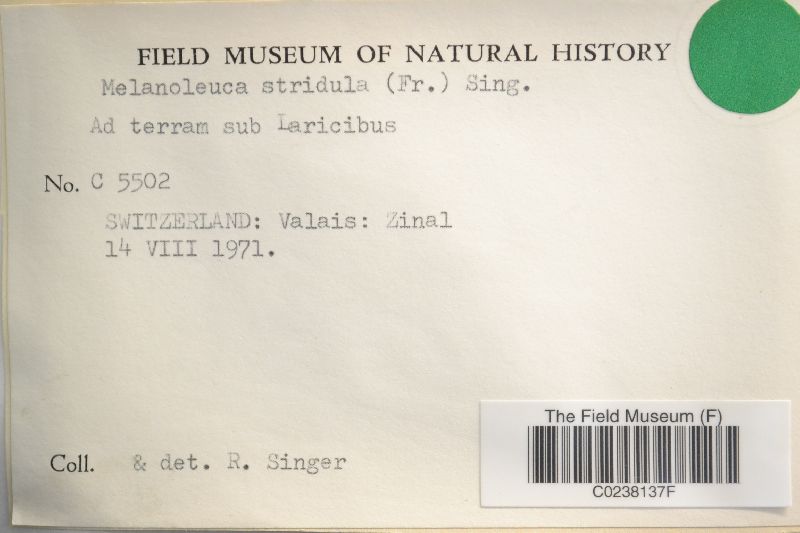 FIELD MUSEUM OF NATURAL HISTORY
Melanoleuca stridula (Fr.) Sing.
Ad terram sub Laricibus
No. C 5502
SWITZERLAND: Valais: Zinal
14 VIII 1971.
Coll. & det. R. Singer
The Field Museum (F)
C0238137F